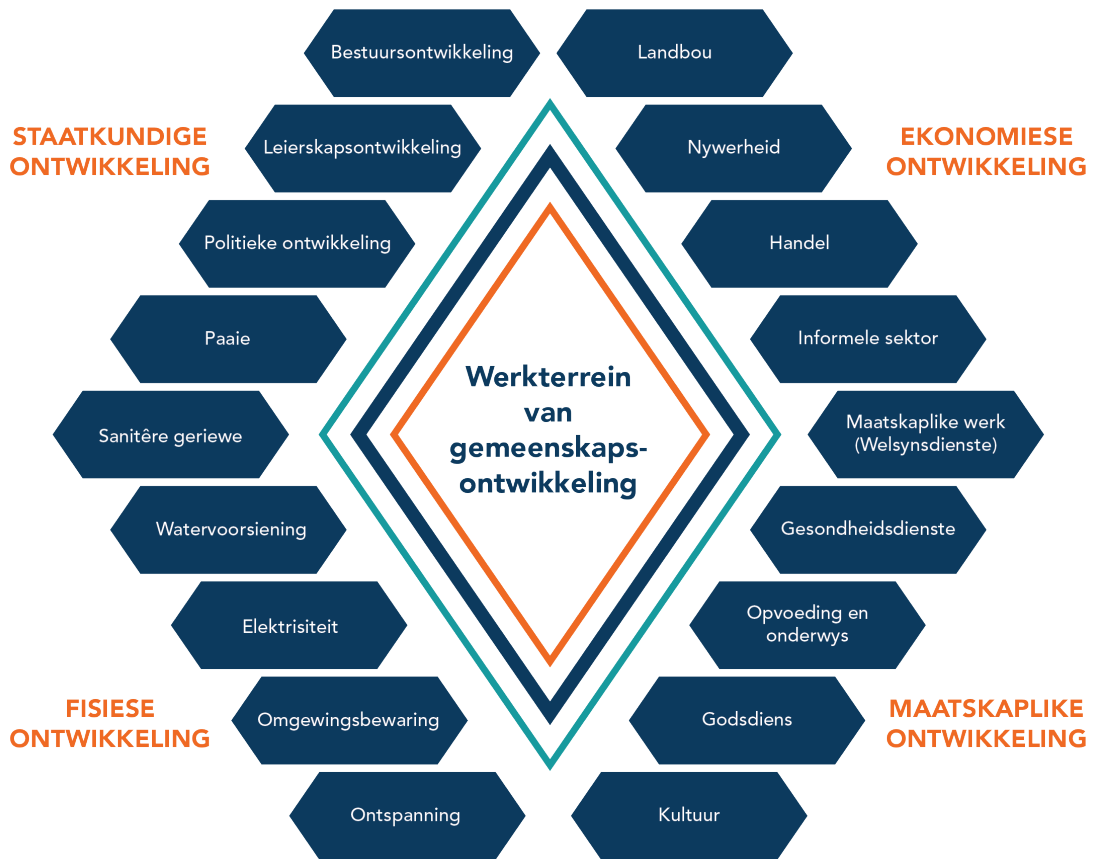 STAATKUNDIGE
ONTWIKKELING
Bestuursontwikkeling
Leierskapsontwikkeling
Politieke ontwikkeling
EKONOMIESE
ONTWIKKELING
Landbou
Nywerheid
Handel
Informele sektor
Werkterrein
van
gemeenskaps-
ontwikkeling
Paaie
Sanitêre geriewe
Watervoorsiening
Elektrisiteit
Omgewingsbewaring
Ontspanning
FISIESE
ONTWIKKELING
Maatskaplike werk
(Welsynsdienste)
Gesondheidsdienste
Opvoeding en
onderwys
Godsdiens
Kultuur
MAATSKAPLIKE
ONTWIKKELING